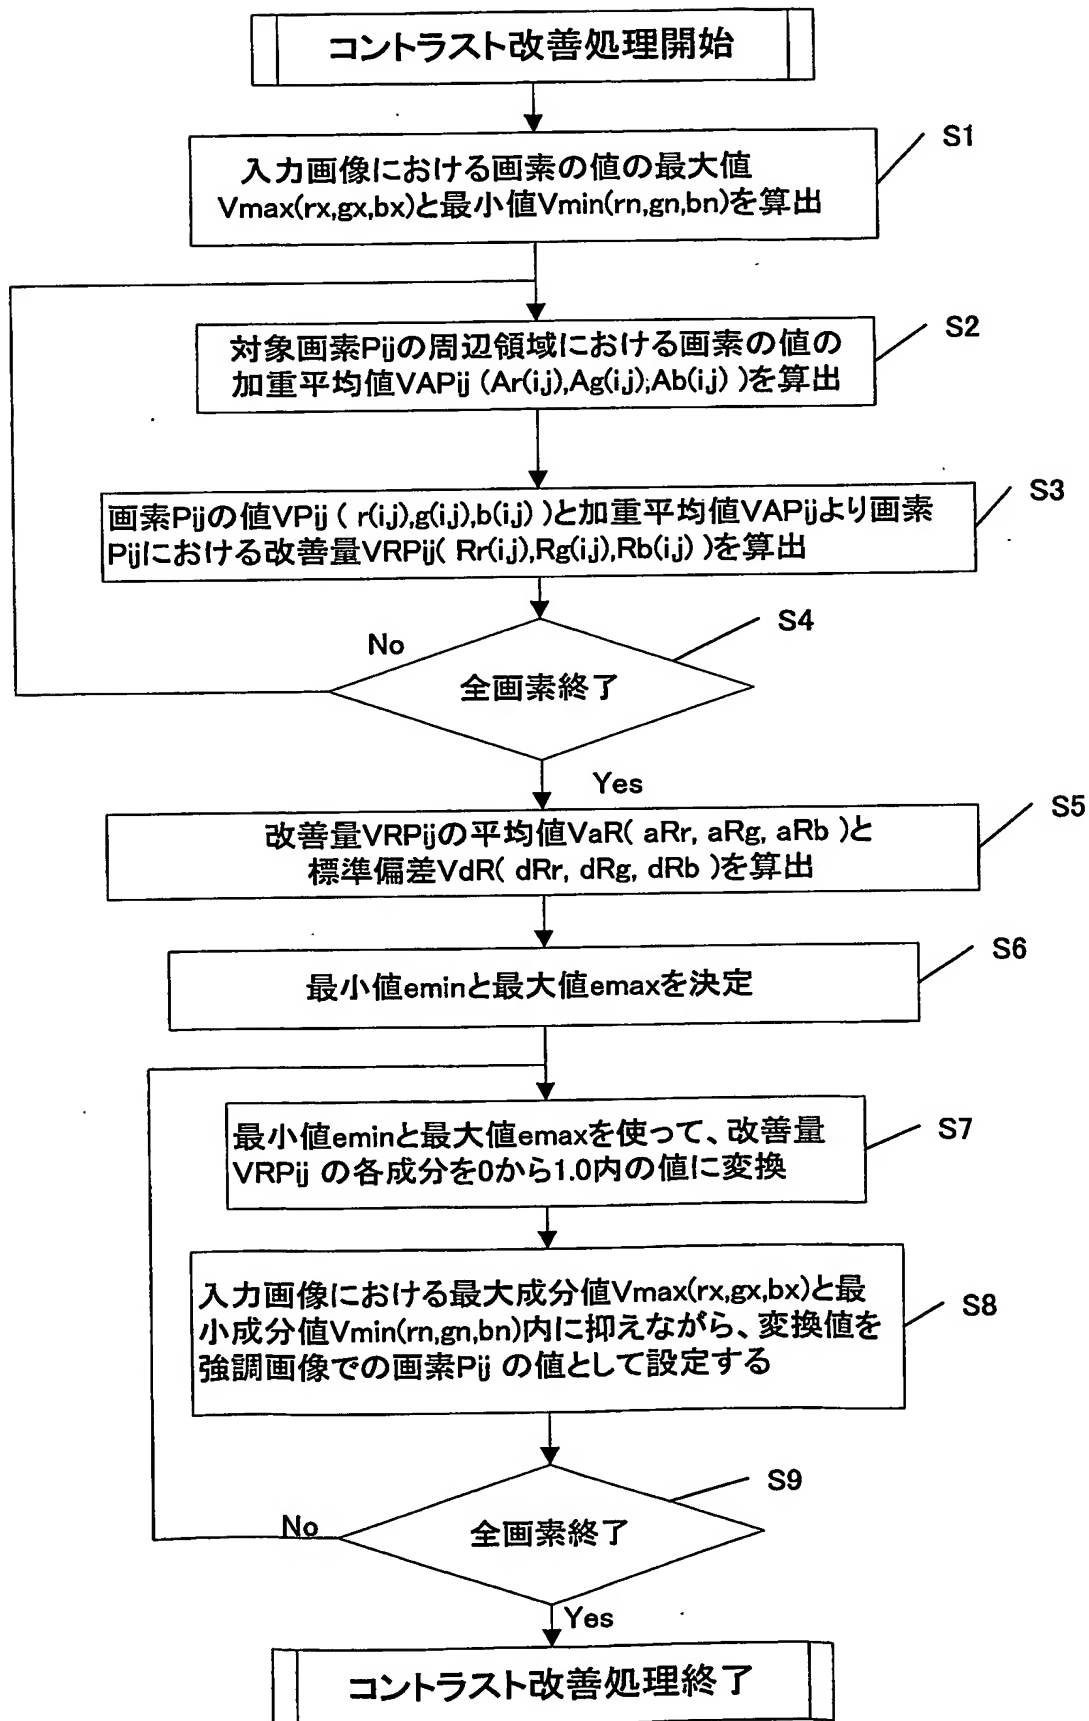 コントラスト改善処理開始
S1
入力画像における画素の値の最大値
Vmax(rx,gx,bx)と最小値Vmin(rn,gn,bn)を算出
S2
対象画素Pijの周辺領域における画素の値の
加重平均値VAPij (Ar(i,j),Ag(i,j),Ab(i,j) )を算出
S3
画素Pijの値VPij ( r(i,j),g(i,j),b(i,j) )と加重平均値VAPijより画素
Pijにおける改善量VRPij( Rr(i,j),Rg(i,j),Rb(i,j) )を算出
S4
No
全画素終了
Yes
S5
改善量VRPijの平均値VaR( aRr, aRg, aRb )と
標準偏差VdR( dRr, dRg, dRb )を算出
S6
最小値eminと最大値emaxを決定
S7
最小値eminと最大値emaxを使って、改善量
VRPij の各成分を0から1.0内の値に変換
S8
入力画像における最大成分値Vmax(rx,gx,bx)と最
小成分値Vmin(rn,gn,bn)内に抑えながら、変換値を
強調画像での画素Pij の値として設定する
S9
No
全画素終了
Yes
コントラスト改善処理終了